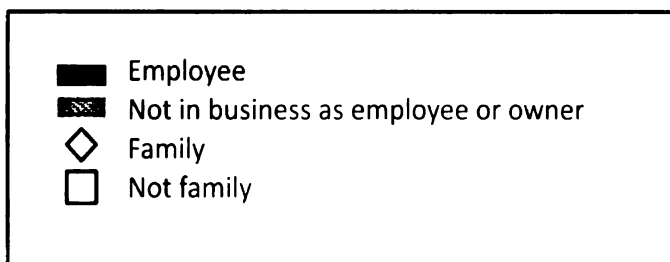 Employee
Not in business as employee or owner
Family
Not family